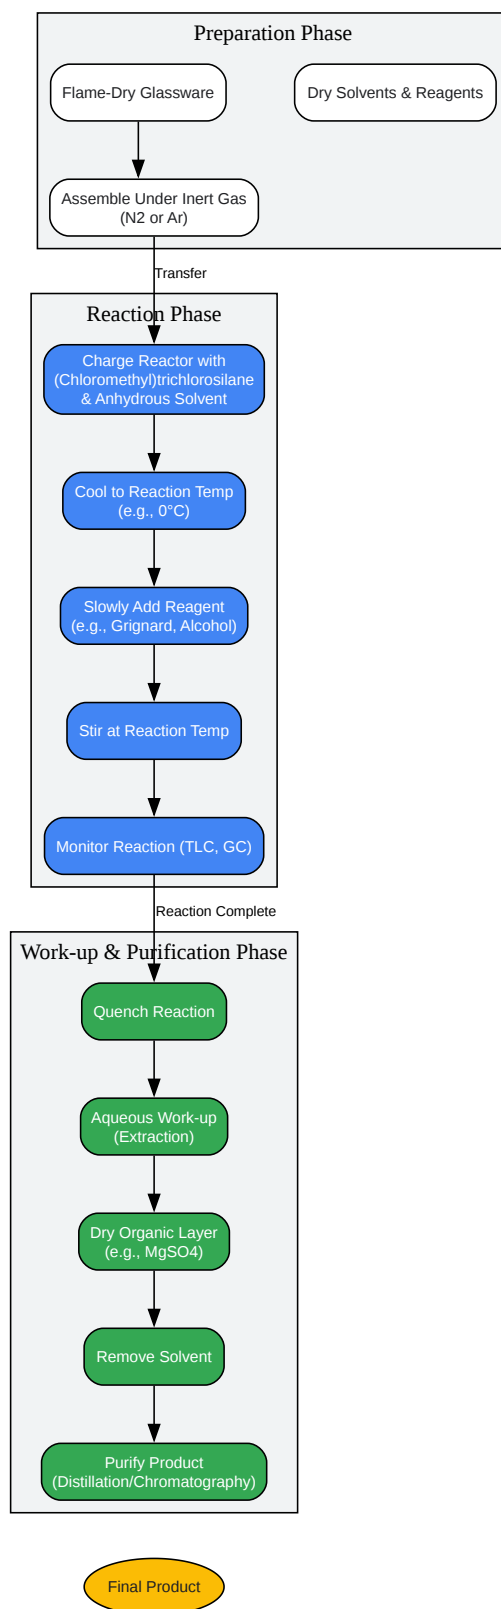 Preparation Phase
Flame-Dry Glassware
Dry Solvents & Reagents
Assemble Under Inert Gas
(N2 or Ar)
Transfer
Reaction Phase
Charge Reactor with
(Chloromethyl)trichlorosilane
& Anhydrous Solvent
Cool to Reaction Temp
(e.g., 0°C)
Slowly Add Reagent
(e.g., Grignard, Alcohol)
Stir at Reaction Temp
Monitor Reaction (TLC, GC)
Reaction Complete
Work-up & Purification Phase
Quench Reaction
Aqueous Work-up
(Extraction)
Dry Organic Layer
(e.g., MgSO4)
Remove Solvent
Purify Product
(Distillation/Chromatography)
Final Product